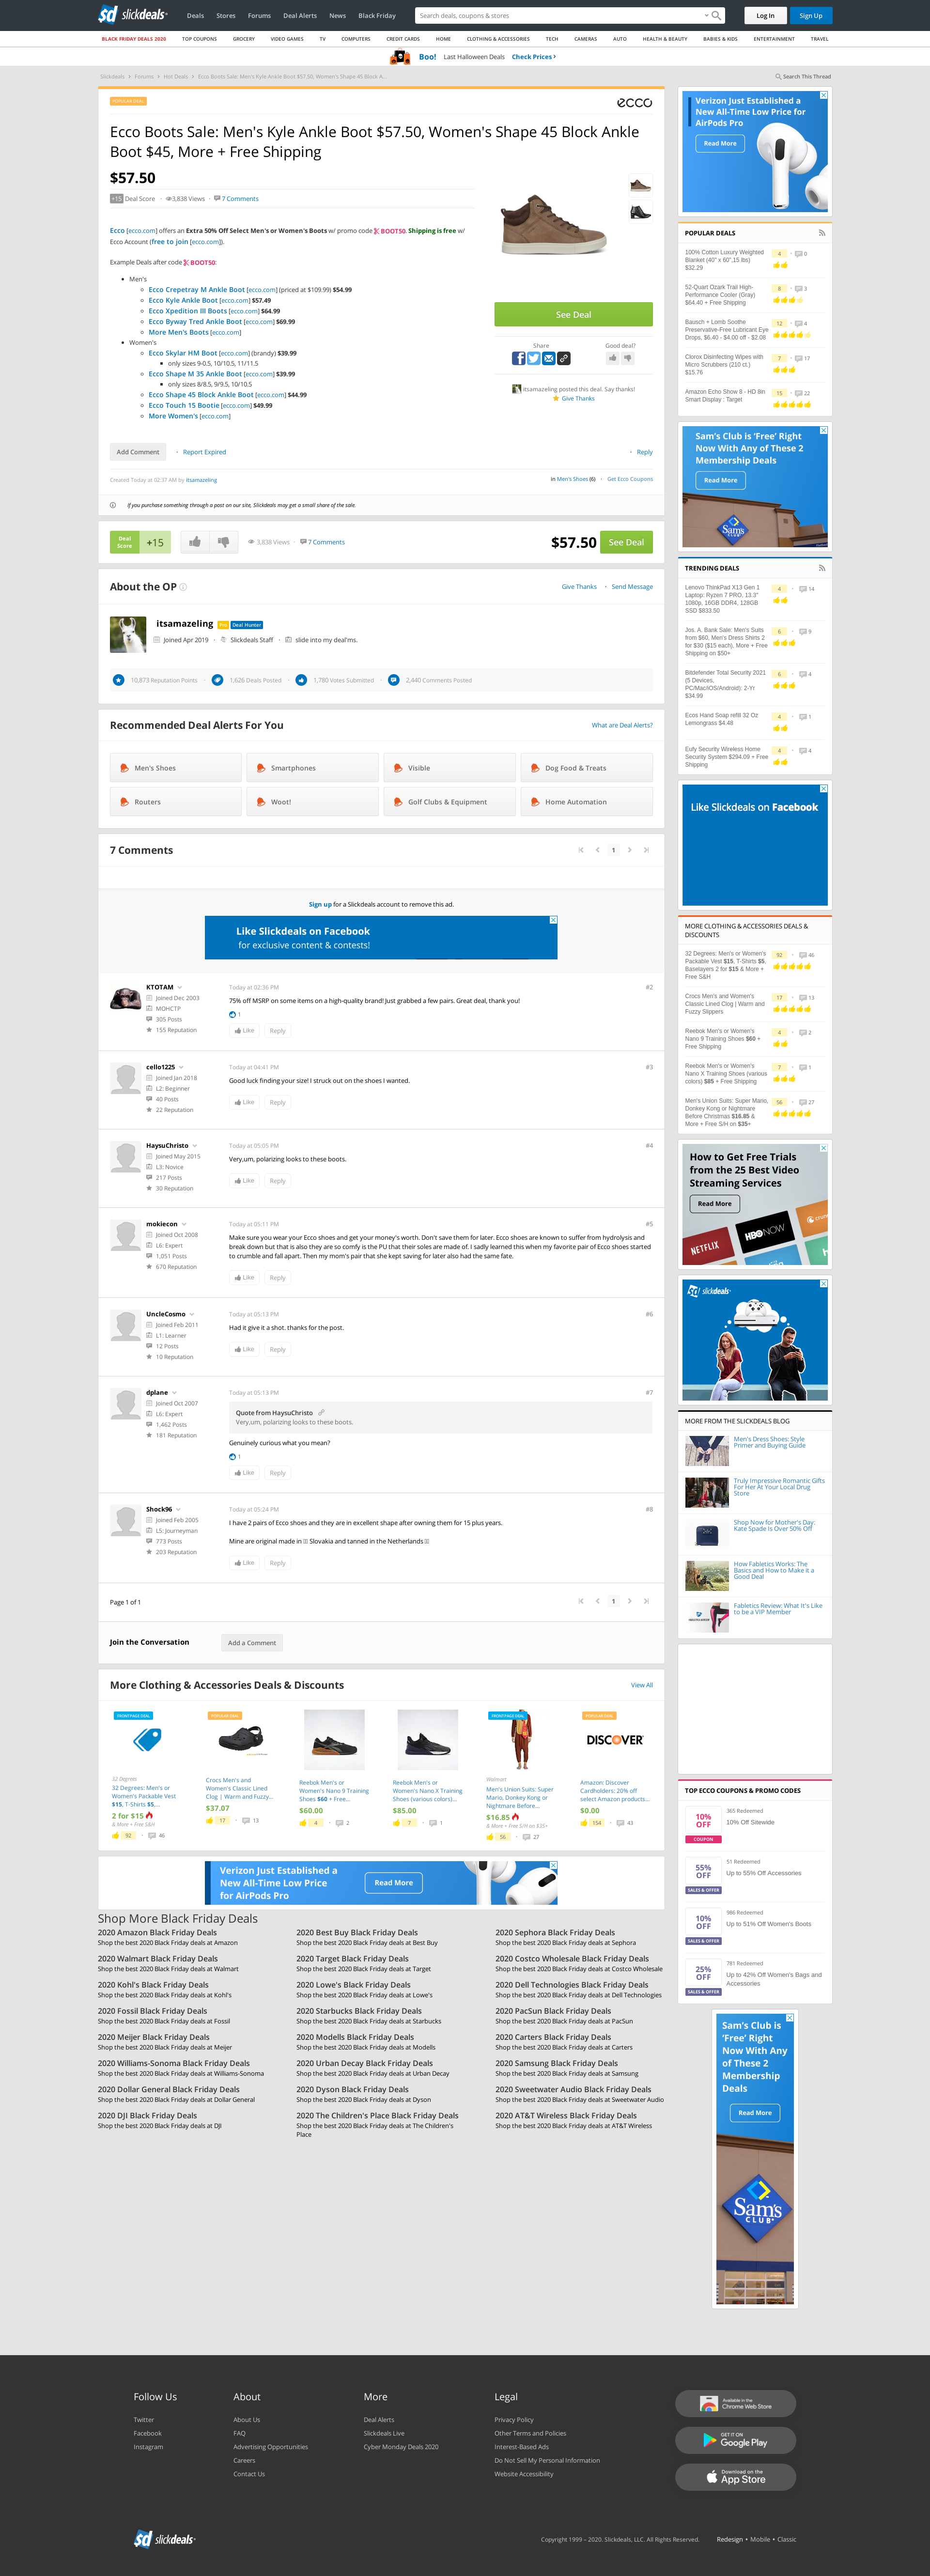 slickdeals
Deals Stores Forums Deal Alerts News Black Friday
Search deals, coupons & stores
Log In Sign Up
BLACK FRIDAY DEALS 2020 TOP COUPONS GROCERY VIDEO GAMES TV COMPUTERS CREDIT CARDS HOME CLOTHING & ACCESSORIES TECH CAMERAS AUTO HEALTH & BEAUTY BABIES & KIDS ENTERTAINMENT TRAVEL
Boo! Last Halloween Deals Check Prices ›
Slickdeals › Forums › Hot Deals › Ecco Boots Sale: Men's Kyle Ankle Boot $57.50, Women's Shape 45 Block A...
Search This Thread
POPULAR DEAL
ecco
Ecco Boots Sale: Men's Kyle Ankle Boot $57.50, Women's Shape 45 Block Ankle
Boot $45, More + Free Shipping
$57.50
+15 Deal Score 3,838 Views 7 Comments
Ecco [ecco.com] offers an Extra 50% Off Select Men's or Women's Boots w/ promo code BOOT50. Shipping is free w/
Ecco Account (free to join [ecco.com]).
Example Deals after code BOOT50:
Men's
Ecco Crepetray M Ankle Boot [ecco.com] (priced at $109.99) $54.99
Ecco Kyle Ankle Boot [ecco.com] $57.49
Ecco Xpedition III Boots [ecco.com] $64.99
Ecco Byway Tred Ankle Boot [ecco.com] $69.99
More Men's Boots [ecco.com]
Women's
Ecco Skylar HM Boot [ecco.com] (brandy) $39.99
only sizes 9-0.5, 10/10.5, 11/11.5
Ecco Shape M 35 Ankle Boot [ecco.com] $39.99
only sizes 8/8.5, 9/9.5, 10/10.5
Ecco Shape 45 Block Ankle Boot [ecco.com] $44.99
Ecco Touch 15 Bootie [ecco.com] $49.99
More Women's [ecco.com]
See Deal
Share Good deal?
itsamazeling posted this deal. Say thanks!
Give Thanks
Add Comment Report Expired Reply
Created Today at 02:37 AM by itsamazeling
in Men's Shoes (6) Get Ecco Coupons
If you purchase something through a post on our site, Slickdeals may get a small share of the sale.
Deal
Score
+15
3,838 Views 7 Comments
$57.50 See Deal
About the OP
Give Thanks Send Message
itsamazeling Pro Deal Hunter
Joined Apr 2019 Slickdeals Staff slide into my deal'ms.
10,873 Reputation Points 1,626 Deals Posted 1,780 Votes Submitted 2,440 Comments Posted
Recommended Deal Alerts For You
What are Deal Alerts?
Men's Shoes Smartphones Visible Dog Food & Treats
Routers Woot! Golf Clubs & Equipment Home Automation
7 Comments
1
Sign up for a Slickdeals account to remove this ad.
Like Slickdeals on Facebook
for exclusive content & contests!
KTOTAM
Joined Dec 2003
MOHCTP
305 Posts
155 Reputation
Today at 02:36 PM #2
75% off MSRP on some items on a high-quality brand! Just grabbed a few pairs. Great deal, thank you!
1
Like Reply
cello1225
Joined Jan 2018
L2: Beginner
40 Posts
22 Reputation
Today at 04:41 PM #3
Good luck finding your size! I struck out on the shoes I wanted.
Like Reply
HaysuChristo
Joined May 2015
L3: Novice
217 Posts
30 Reputation
Today at 05:05 PM #4
Very,um, polarizing looks to these boots.
Like Reply
mokiecon
Joined Oct 2008
L6: Expert
1,051 Posts
670 Reputation
Today at 05:11 PM #5
Make sure you wear your Ecco shoes and get your money's worth. Don't save them for later. Ecco shoes are known to suffer from hydrolysis and
break down but that is also they are so comfy is the PU that their soles are made of. I sadly learned this when my favorite pair of Ecco shoes started
to crumble and fall apart. Then my mom's pair that she kept saving for later also had the same fate.
Like Reply
UncleCosmo
Joined Feb 2011
L1: Learner
12 Posts
10 Reputation
Today at 05:13 PM #6
Had it give it a shot. thanks for the post.
Like Reply
dplane
Joined Oct 2007
L6: Expert
1,462 Posts
181 Reputation
Today at 05:13 PM #7
Quote from HaysuChristo
Very,um, polarizing looks to these boots.
Genuinely curious what you mean?
1
Like Reply
Shock96
Joined Feb 2005
L5: Journeyman
773 Posts
203 Reputation
Today at 05:24 PM #8
I have 2 pairs of Ecco shoes and they are in excellent shape after owning them for 15 plus years.
Mine are original made in Slovakia and tanned in the Netherlands
Like Reply
Page 1 of 1
1
Join the Conversation Add a Comment
More Clothing & Accessories Deals & Discounts
View All
FRONTPAGE DEAL
32 Degrees
32 Degrees: Men's or
Women's Packable Vest
$15, T-Shirts $5,...
2 for $15
& More + Free S&H
92 46
POPULAR DEAL
Crocs Men's and
Women's Classic Lined
Clog | Warm and Fuzzy...
$37.07
17 13
Reebok Men's or
Women's Nano 9 Training
Shoes $60 + Free...
$60.00
4 2
Reebok Men's or
Women's Nano X Training
Shoes (various colors)...
$85.00
7 1
FRONTPAGE DEAL
Walmart
Men's Union Suits: Super
Mario, Donkey Kong or
Nightmare Before...
$16.85
& More + Free S/H on $35+
56 27
POPULAR DEAL
DISCOVER
Amazon: Discover
Cardholders: 20% off
select Amazon products...
$0.00
154 43
Verizon Just Established a
New All-Time Low Price
for AirPods Pro
Read More
Shop More Black Friday Deals
2020 Amazon Black Friday Deals
Shop the best 2020 Black Friday deals at Amazon
2020 Best Buy Black Friday Deals
Shop the best 2020 Black Friday deals at Best Buy
2020 Sephora Black Friday Deals
Shop the best 2020 Black Friday deals at Sephora
2020 Walmart Black Friday Deals
Shop the best 2020 Black Friday deals at Walmart
2020 Target Black Friday Deals
Shop the best 2020 Black Friday deals at Target
2020 Costco Wholesale Black Friday Deals
Shop the best 2020 Black Friday deals at Costco Wholesale
2020 Kohl's Black Friday Deals
Shop the best 2020 Black Friday deals at Kohl's
2020 Lowe's Black Friday Deals
Shop the best 2020 Black Friday deals at Lowe's
2020 Dell Technologies Black Friday Deals
Shop the best 2020 Black Friday deals at Dell Technologies
2020 Fossil Black Friday Deals
Shop the best 2020 Black Friday deals at Fossil
2020 Starbucks Black Friday Deals
Shop the best 2020 Black Friday deals at Starbucks
2020 PacSun Black Friday Deals
Shop the best 2020 Black Friday deals at PacSun
2020 Meijer Black Friday Deals
Shop the best 2020 Black Friday deals at Meijer
2020 Modells Black Friday Deals
Shop the best 2020 Black Friday deals at Modells
2020 Carters Black Friday Deals
Shop the best 2020 Black Friday deals at Carters
2020 Williams-Sonoma Black Friday Deals
Shop the best 2020 Black Friday deals at Williams-Sonoma
2020 Urban Decay Black Friday Deals
Shop the best 2020 Black Friday deals at Urban Decay
2020 Samsung Black Friday Deals
Shop the best 2020 Black Friday deals at Samsung
2020 Dollar General Black Friday Deals
Shop the best 2020 Black Friday deals at Dollar General
2020 Dyson Black Friday Deals
Shop the best 2020 Black Friday deals at Dyson
2020 Sweetwater Audio Black Friday Deals
Shop the best 2020 Black Friday deals at Sweetwater Audio
2020 DJI Black Friday Deals
Shop the best 2020 Black Friday deals at DJI
2020 The Children's Place Black Friday Deals
Shop the best 2020 Black Friday deals at The Children's
Place
2020 AT&T Wireless Black Friday Deals
Shop the best 2020 Black Friday deals at AT&T Wireless
Verizon Just Established a
New All-Time Low Price for
AirPods Pro
Read More
POPULAR DEALS
100% Cotton Luxury Weighted
Blanket (40" x 60",15 lbs)
$32.29
4 0
52-Quart Ozark Trail High-
Performance Cooler (Gray)
$64.40 + Free Shipping
8 3
Bausch + Lomb Soothe
Preservative-Free Lubricant Eye
Drops, $6.40 - $4.00 off - $2.08
12 4
Clorox Disinfecting Wipes with
Micro Scrubbers (210 ct.)
$15.76
7 17
Amazon Echo Show 8 - HD 8in
Smart Display : Target
15 22
Sam's Club is 'Free' Right
Now With Any of These 2
Membership Deals
Read More
Sam's
CLUB
TRENDING DEALS
Lenovo ThinkPad X13 Gen 1
Laptop: Ryzen 7 PRO, 13.3"
1080p, 16GB DDR4, 128GB
SSD $833.50
4 14
Jos. A. Bank Sale: Men's Suits
from $60, Men's Dress Shirts 2
for $30 ($15 each), More + Free
Shipping on $50+
6 9
Bitdefender Total Security 2021
(5 Devices,
PC/Mac/iOS/Android): 2-Yr
$34.99
6 4
Ecos Hand Soap refill 32 Oz
Lemongrass $4.48
4 1
Eufy Security Wireless Home
Security System $294.09 + Free
Shipping
4 4
Like Slickdeals on Facebook
MORE CLOTHING & ACCESSORIES DEALS &
DISCOUNTS
32 Degrees: Men's or Women's
Packable Vest $15, T-Shirts $5,
Baselayers 2 for $15 & More +
Free S&H
92 46
Crocs Men's and Women's
Classic Lined Clog | Warm and
Fuzzy Slippers
17 13
Reebok Men's or Women's
Nano 9 Training Shoes $60 +
Free Shipping
4 2
Reebok Men's or Women's
Nano X Training Shoes (various
colors) $85 + Free Shipping
7 1
Men's Union Suits: Super Mario,
Donkey Kong or Nightmare
Before Christmas $16.85 &
More + Free S/H on $35+
56 27
How to Get Free Trials
from the 25 Best Video
Streaming Services
Read More
NETFLIX
HBO NOW
slickdeals
MORE FROM THE SLICKDEALS BLOG
Men's Dress Shoes: Style
Primer and Buying Guide
Truly Impressive Romantic Gifts
For Her At Your Local Drug
Store
Shop Now for Mother's Day:
Kate Spade Is Over 50% Off
How Fabletics Works: The
Basics and How to Make it a
Good Deal
Fabletics Review: What It's Like
to be a VIP Member
TOP ECCO COUPONS & PROMO CODES
10%
OFF
COUPON
365 Redeemed
10% Off Sitewide
55%
OFF
SALES & OFFER
51 Redeemed
Up to 55% Off Accessories
10%
OFF
SALES & OFFER
986 Redeemed
Up to 51% Off Women's Boots
25%
OFF
SALES & OFFER
781 Redeemed
Up to 42% Off Women's Bags and
Accessories
Sam's Club is
'Free' Right
Now With Any
of These 2
Membership
Deals
Read More
Sam's
CLUB
Follow Us
Twitter
Facebook
Instagram
About
About Us
FAQ
Advertising Opportunities
Careers
Contact Us
More
Deal Alerts
Slickdeals Live
Cyber Monday Deals 2020
Legal
Privacy Policy
Other Terms and Policies
Interest-Based Ads
Do Not Sell My Personal Information
Website Accessibility
Available in the
Chrome Web Store
GET IT ON
Google Play
Download on the
App Store
slickdeals
Copyright 1999 – 2020. Slickdeals, LLC. All Rights Reserved. Redesign • Mobile • Classic